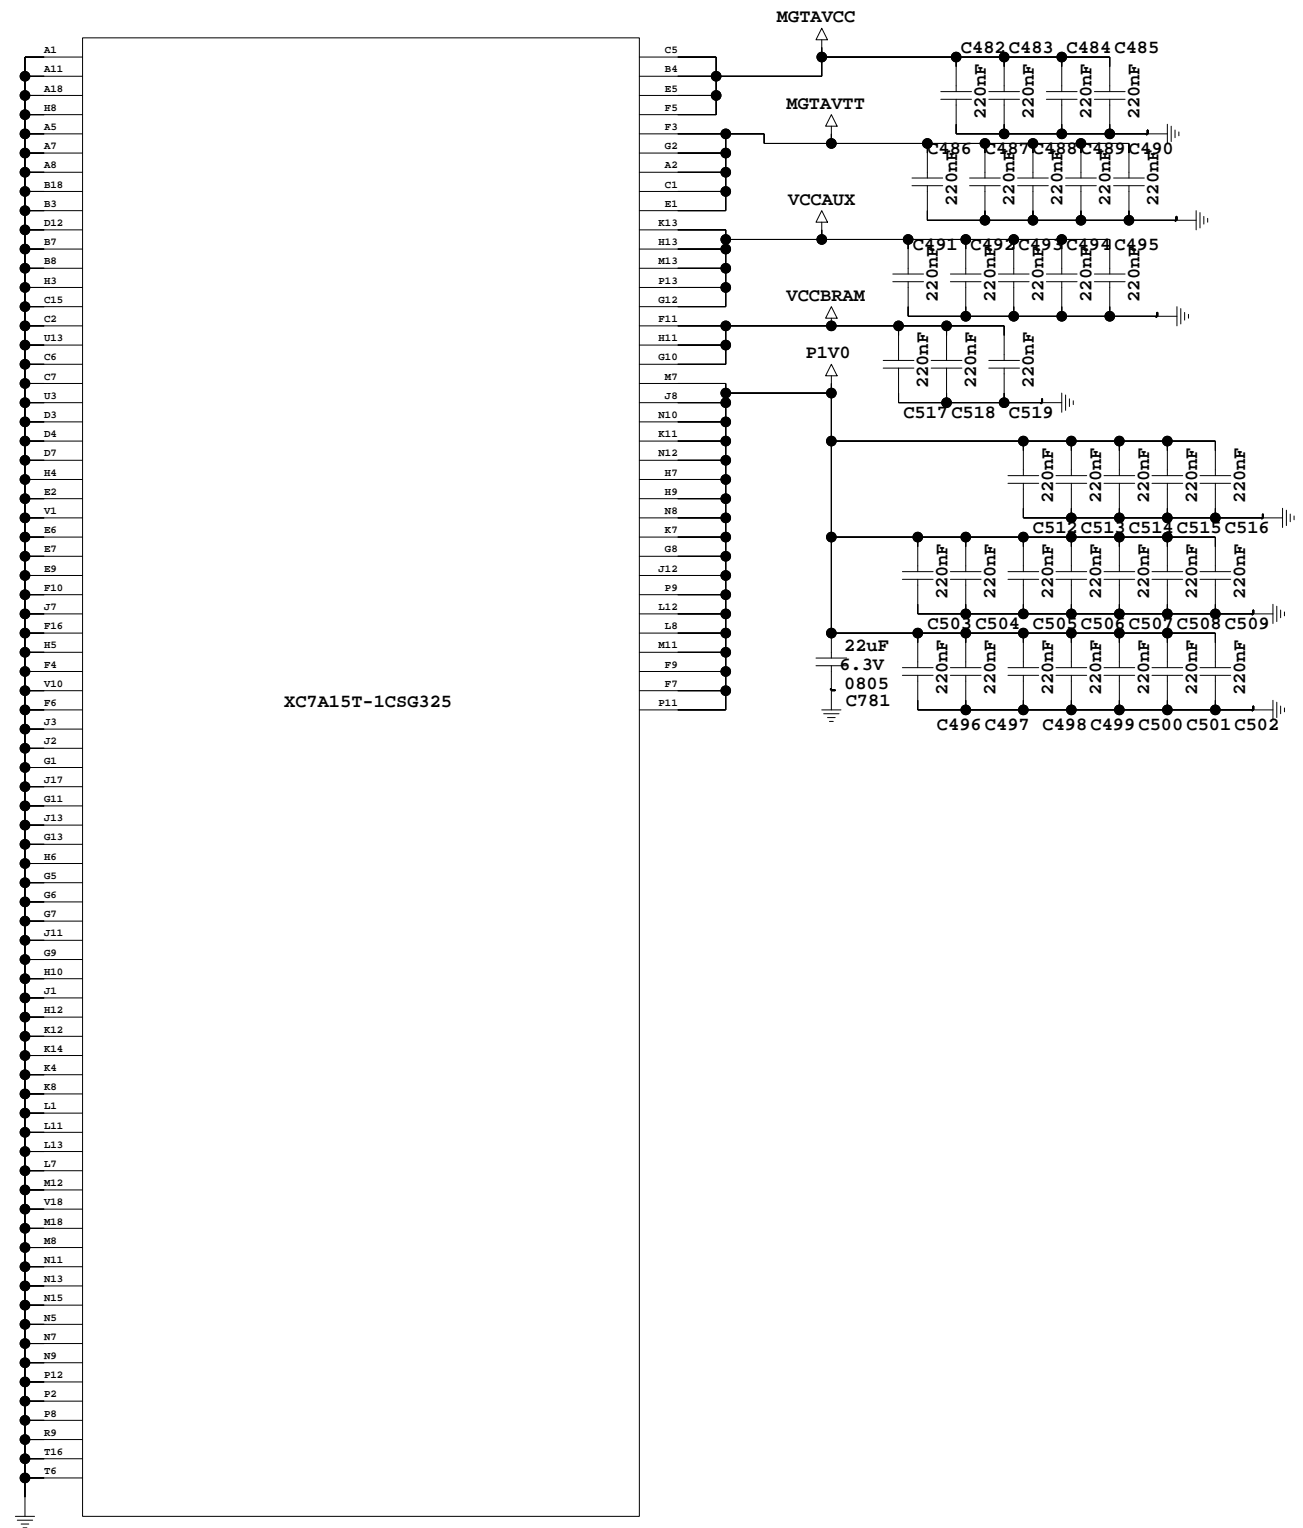 MGTAVCC
C482 C483 C484 C485
220nF 220nF 220nF 220nF
MGTAVTT
C486 C487 C488 C489 C490
220nF 220nF 220nF 220nF 220nF
VCCAUX
C491 C492 C493 C494 C495
220nF 220nF 220nF 220nF 220nF
VCCBRAM
220nF 220nF 220nF
C517 C518 C519
P1V0
220nF 220nF 220nF 220nF 220nF
C512 C513 C514 C515 C516
220nF 220nF 220nF 220nF 220nF 220nF 220nF
C503 C504 C505 C506 C507 C508 C509
22uF
6.3V
0805
C781
220nF 220nF 220nF 220nF 220nF 220nF 220nF
C496 C497 C498 C499 C500 C501 C502
XC7A15T-1CSG325
A1
A11
A18
H8
A5
A7
A8
B18
B3
D12
B7
B8
H3
C15
C2
U13
C6
C7
U3
D3
D4
D7
H4
E2
V1
E6
E7
E9
F10
J7
F16
H5
F4
V10
F6
J3
J2
G1
J17
G11
J13
G13
H6
G5
G6
G7
J11
G9
H10
J1
H12
K12
K14
K4
K8
L1
L11
L13
L7
M12
V18
M18
M8
N11
N13
N15
N5
N7
N9
P12
P2
P8
R9
T16
T6
C5
B4
E5
F5
F3
G2
A2
C1
E1
K13
H13
M13
P13
G12
F11
H11
G10
M7
J8
N10
K11
N12
H7
H9
N8
K7
G8
J12
P9
L12
L8
M11
F9
F7
P11